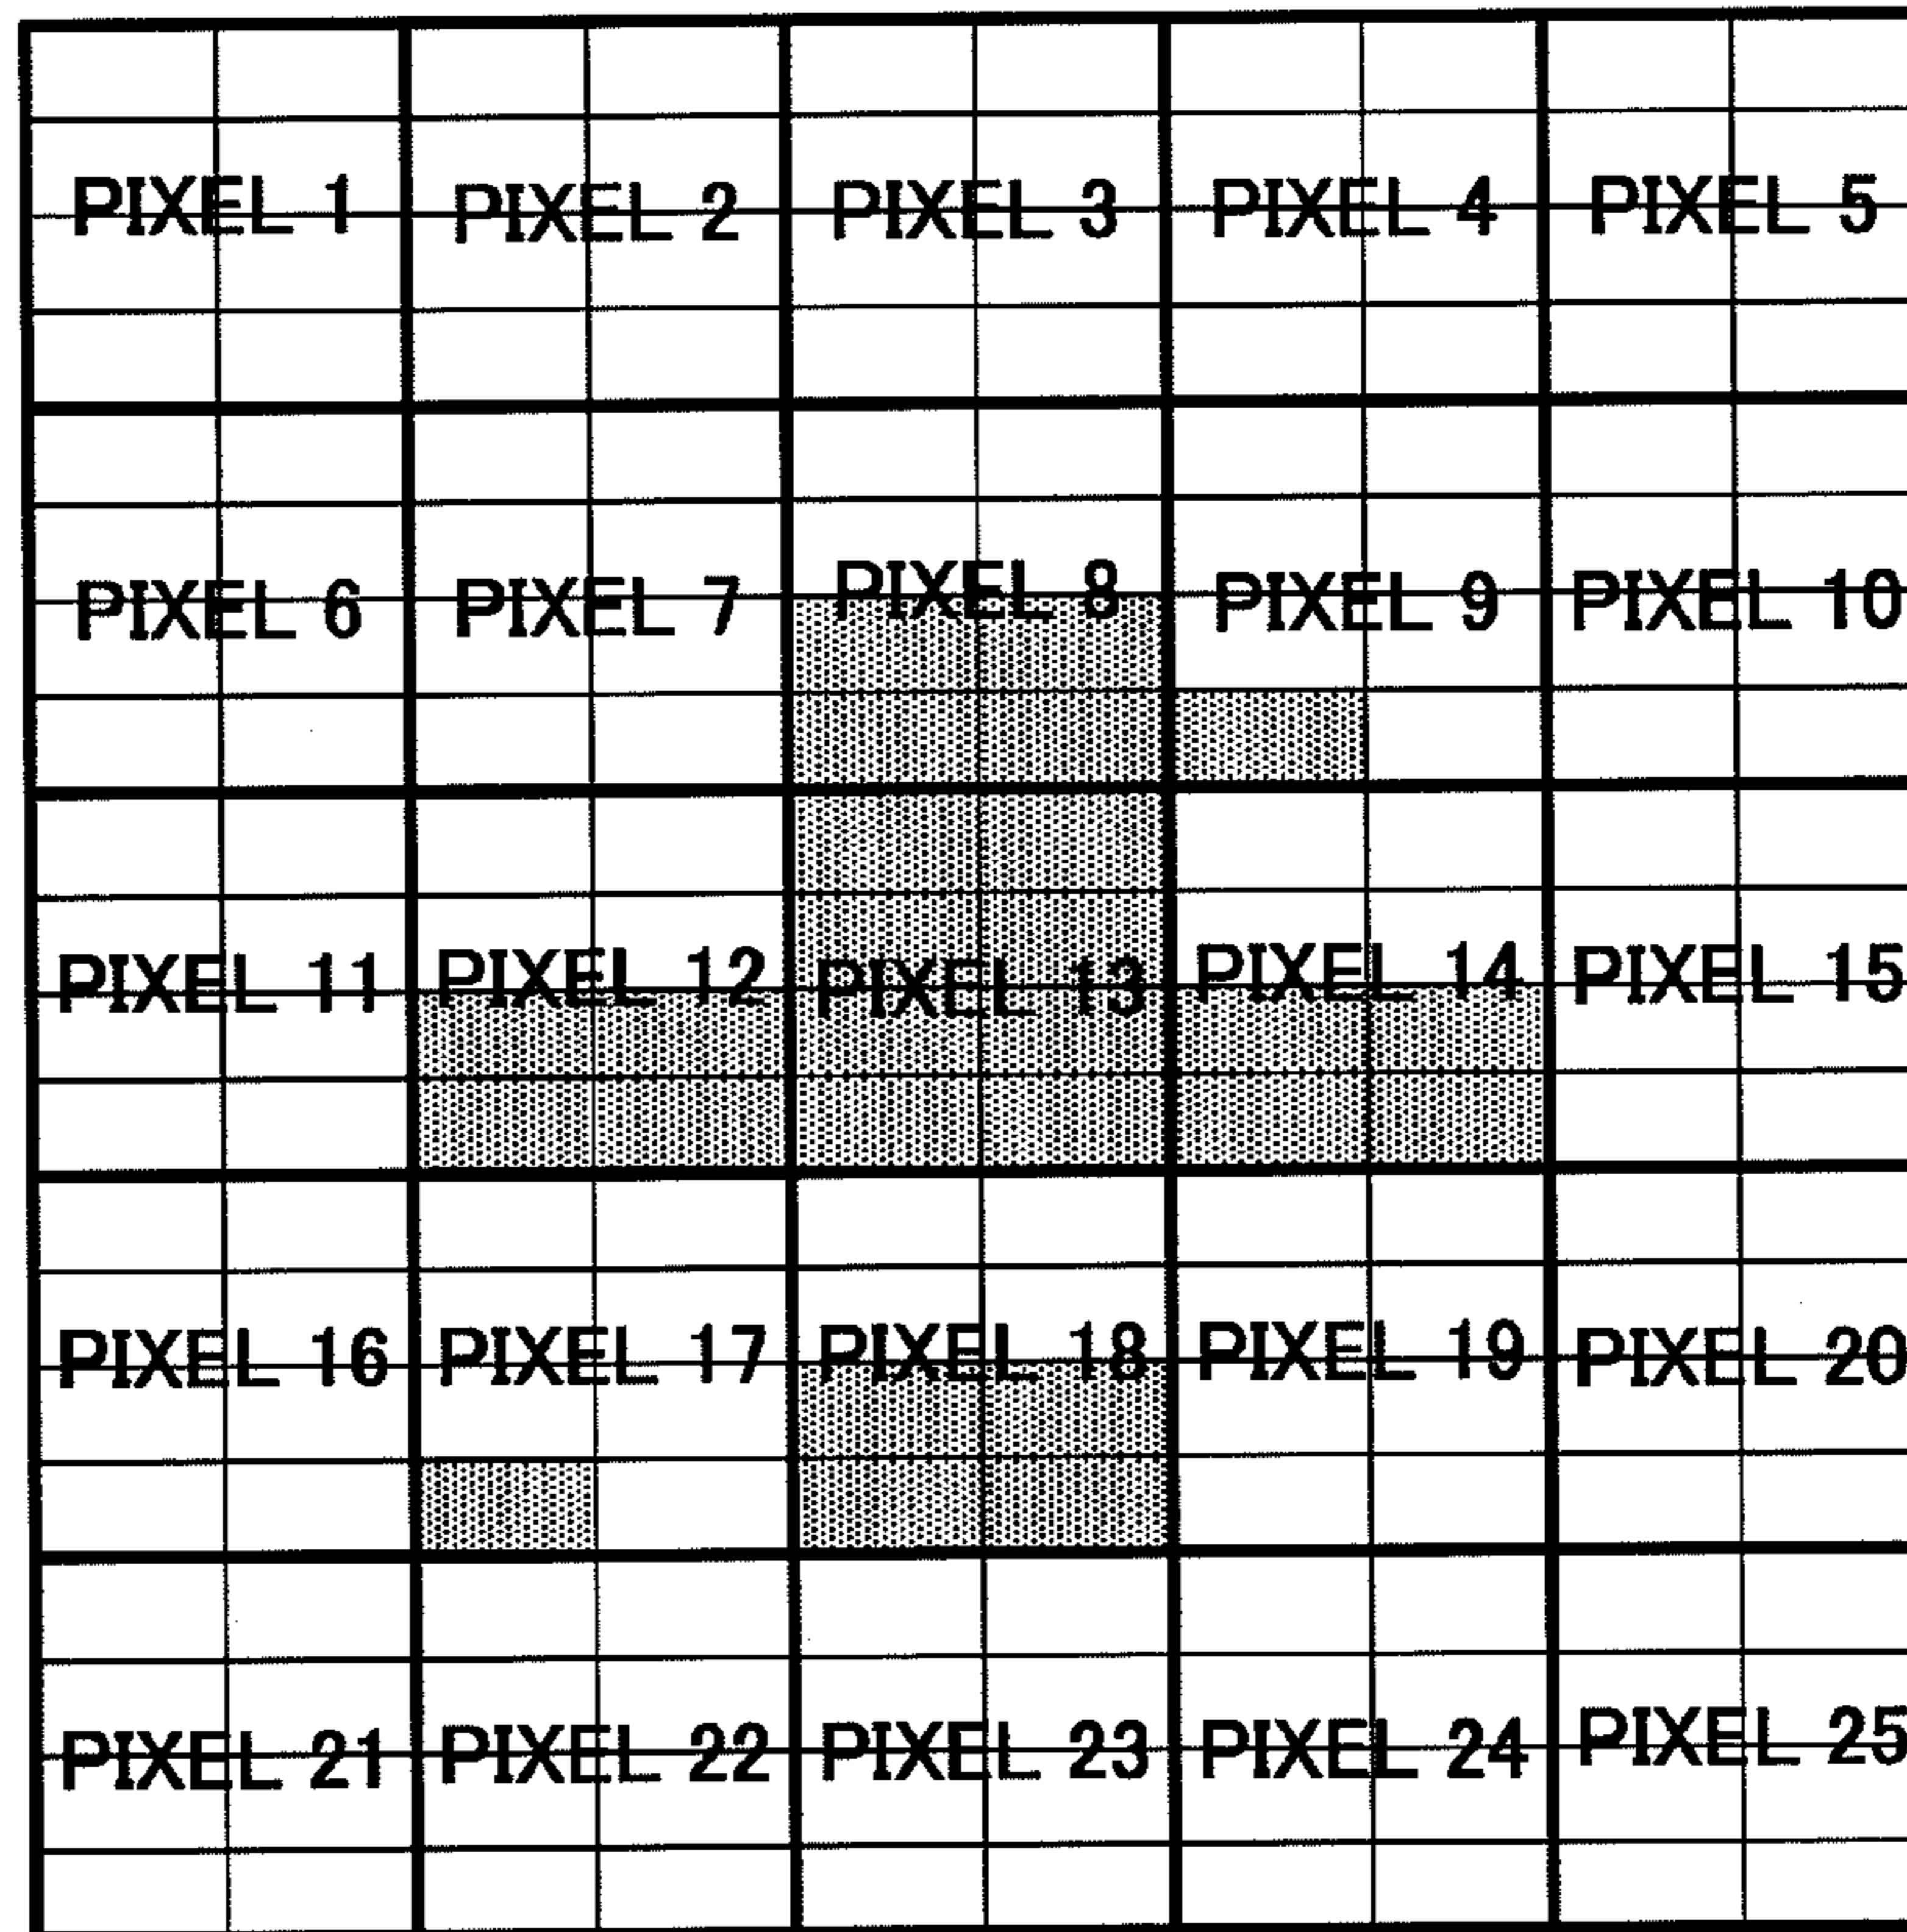 PIXEL 1 PIXEL 2 PIXEL 3 PIXEL 4 PIXEL 5
PIXEL 6 PIXEL 7 PIXEL 8 PIXEL 9 PIXEL 10
PIXEL 11 PIXEL 12 PIXEL 13 PIXEL 14 PIXEL 15
PIXEL 16 PIXEL 17 PIXEL 18 PIXEL 19 PIXEL 20
PIXEL 21 PIXEL 22 PIXEL 23 PIXEL 24 PIXEL 25